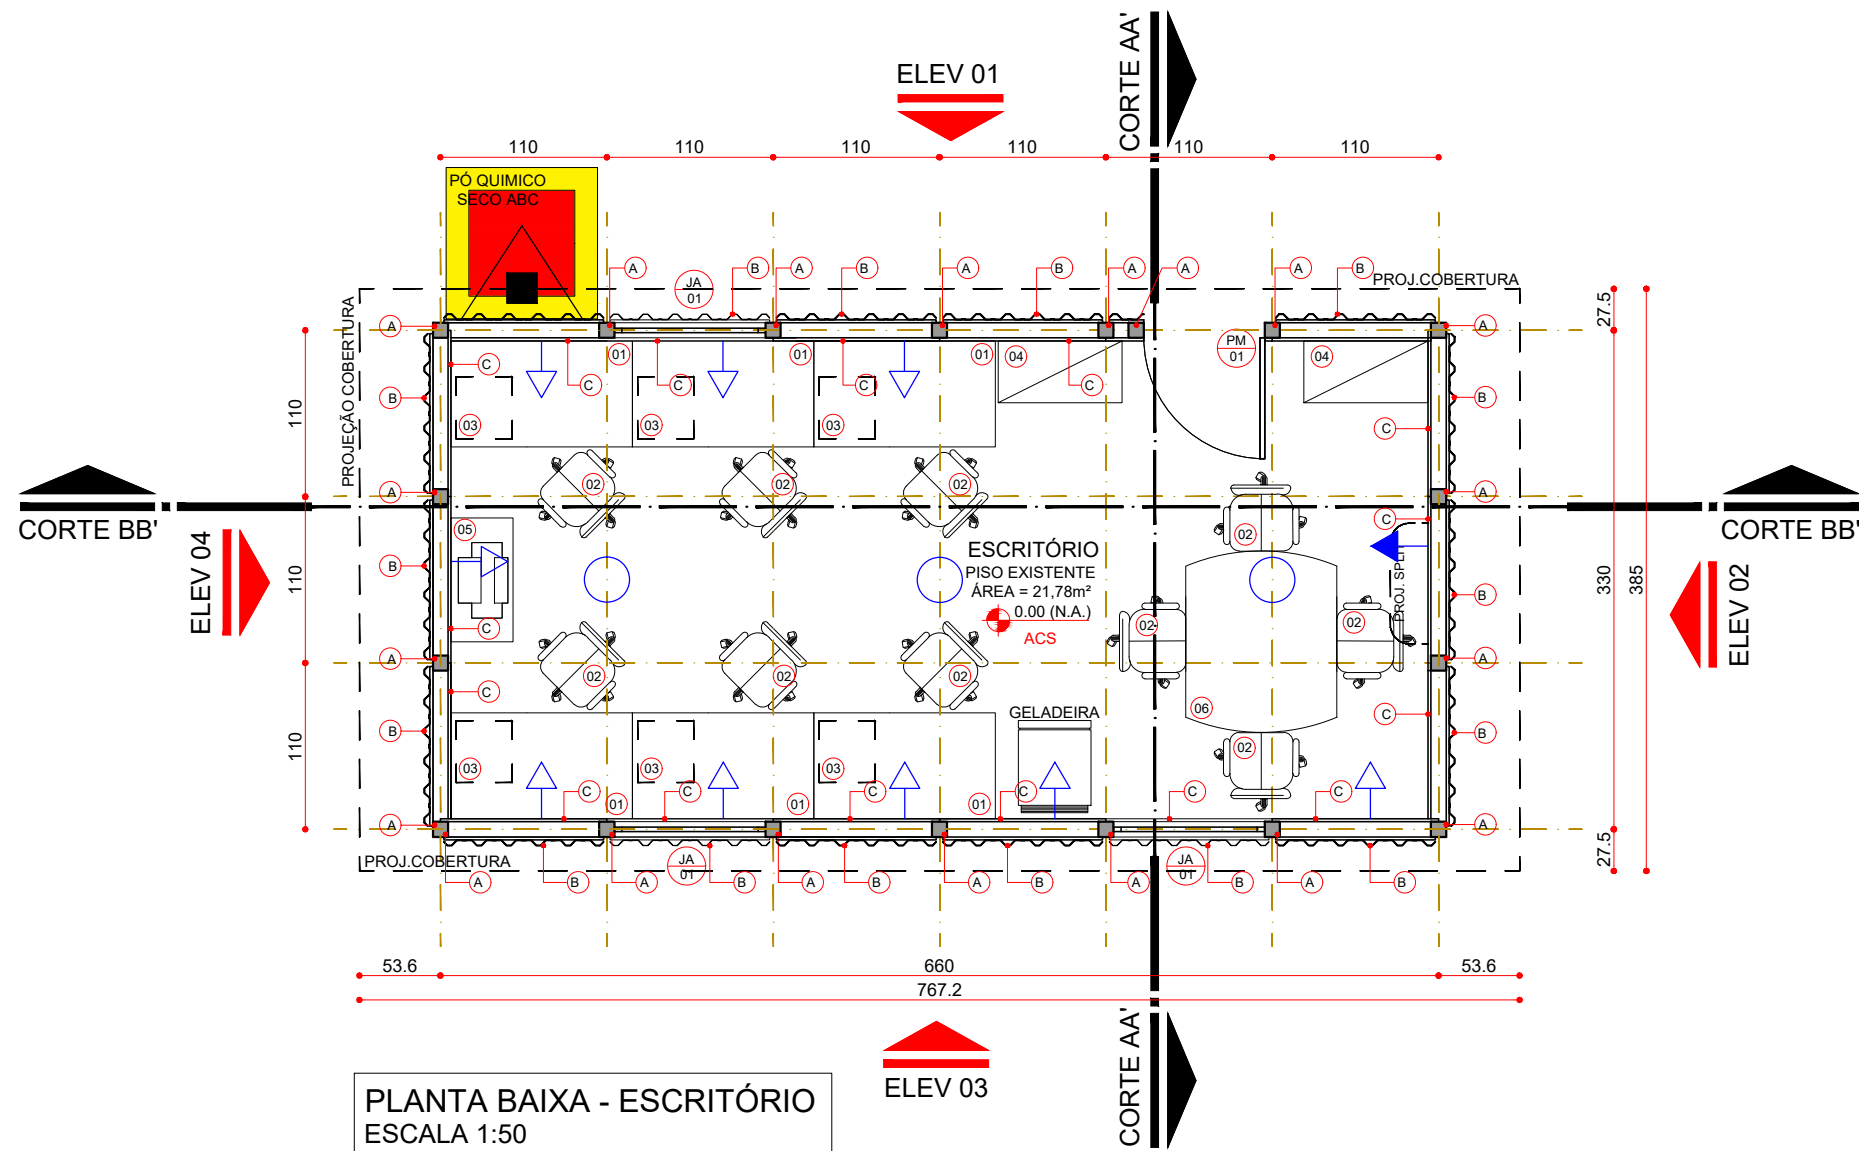 CORTE AA'
ELEV 01
110
110
110
110
110
110
PÓ QUIMICO
SECO ABC
A
JA
01
B
A
B
A
B
A
A
A
B
PROJ.COBERTURA
27.5
PROJEÇÃO COBERTURA
A
A
PM
01
01
01
01
04
04
C
C
C
C
C
110
B
B
03
03
03
C
02
02
02
A
A
CORTE BB'
CORTE BB'
05
C
02
ELEV 04
ESCRITÓRIO
PISO EXISTENTE
ÁREA = 21,78m²
0.00 (N.A.)
ACS
PROJ. SPLIT
110
B
B
330
385
ELEV 02
C
02
02
A
A
C
02
02
02
06
C
GELADEIRA
110
B
B
03
03
03
02
C
C
C
C
C
C
01
01
01
A
A
27.5
PROJ.COBERTURA
JA
01
JA
01
A
B
A
B
A
B
A
B
A
B
A
B
53.6
660
53.6
767.2
ELEV 03
CORTE AA'
PLANTA BAIXA - ESCRITÓRIO
ESCALA 1:50